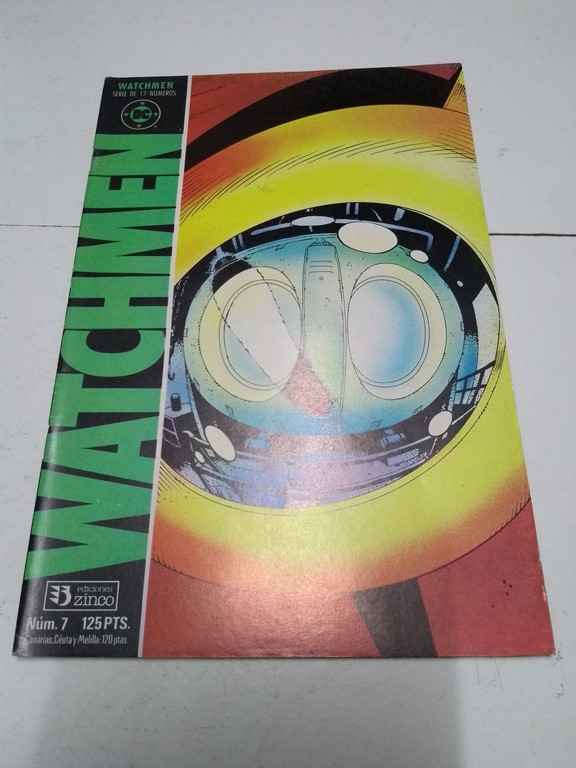 WATCHMEN
SERIE DE 12 NUMEROS
DC
WATCHMEN
ediciones
zinco
Núm. 7 125 PTS.
Canarias, Ceuta y Melilla: 120 ptas.